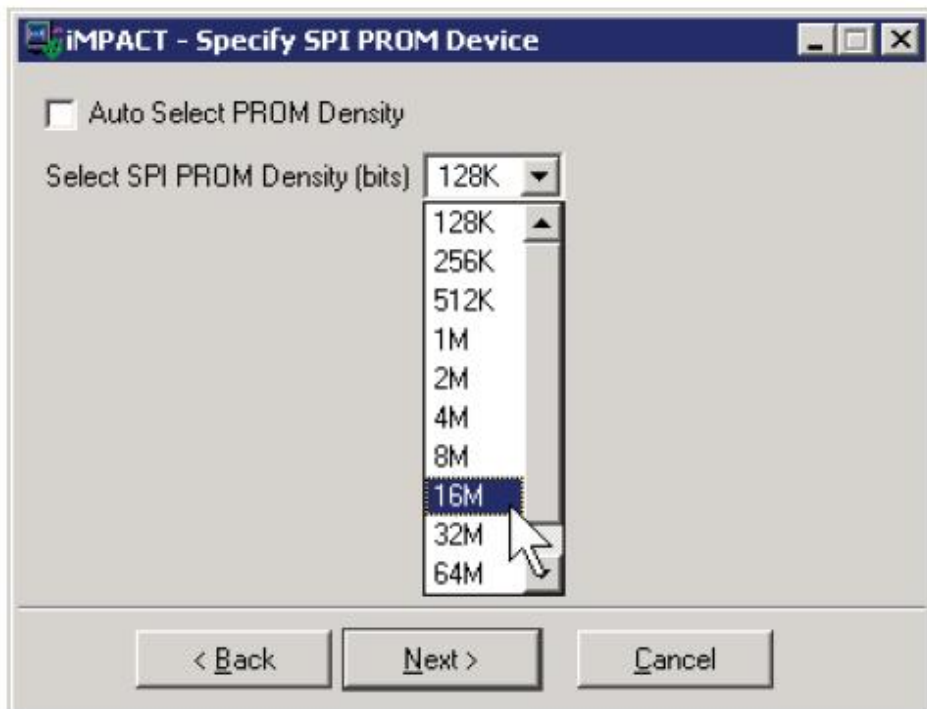 iMPACT - Specify SPI PROM Device
Auto Select PROM Density
Select SPI PROM Density (bits) 128K
128K
256K
512K
1M
2M
4M
8M
16M
32M
64M
< Back Next > Cancel